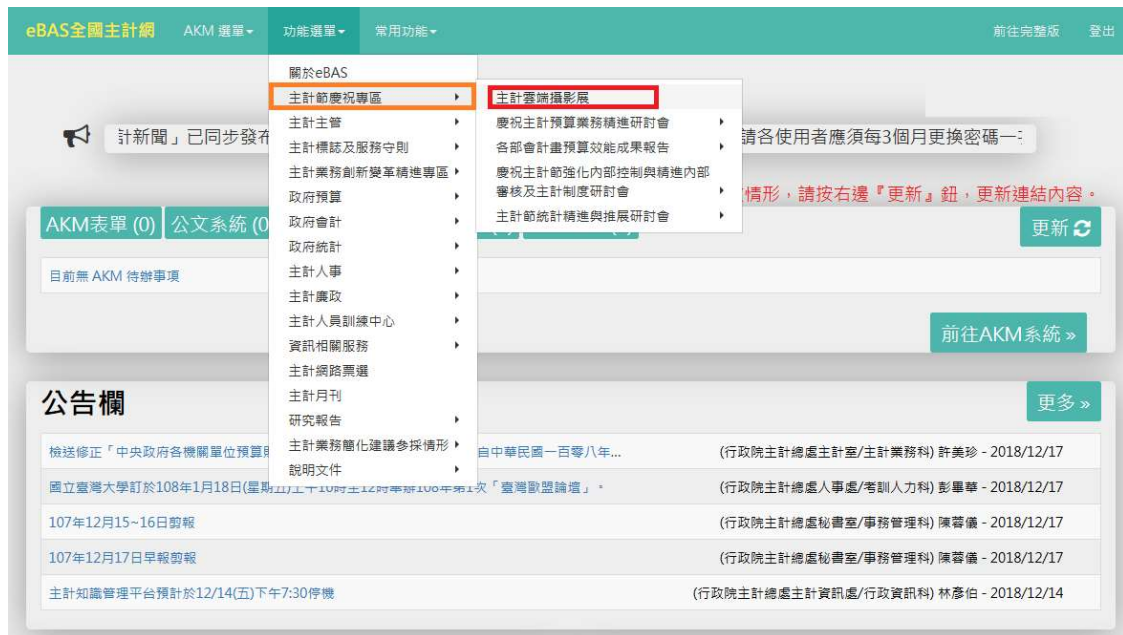 eBAS全國主計網 AKM 選單 功能選單 常用功能 前往完整版 登出
關於eBAS
主計節慶祝專區
主計主管
主計標誌及服務守則
主計業務創新變革精進專區
政府預算
政府會計
政府統計
主計人事
主計廉政
主計人員訓練中心
資訊相關服務
主計網路票選
主計月刊
研究報告
主計業務簡化建議參採情形
說明文件
主計雲端攝影展
慶祝主計預算業務精進研討會
各部會計畫預算效能成果報告
慶祝主計節強化內部控制與精進內部
審核及主計制度研討會
主計節統計精進與推展研討會
計新聞」已同步發布
請各使用者應須每3個月更換密碼一
情形，請按右邊『更新』鈕，更新連結內容。
AKM表單 (0) 公文系統 (0 更新
目前無 AKM 待辦事項
前往AKM系統 »
公告欄 更多 »
檢送修正「中央政府各機關單位預算 自中華民國一百零八年... (行政院主計總處主計室/主計業務科) 許美珍 - 2018/12/17
國立臺灣大學訂於108年1月18日(星期五)上午10時至12時舉辦108年第1次「臺灣歐盟論壇」。 (行政院主計總處人事處/考訓人力科) 彭畢華 - 2018/12/17
107年12月15~16日剪報 (行政院主計總處秘書室/事務管理科) 陳蓉儀 - 2018/12/17
107年12月17日早報剪報 (行政院主計總處秘書室/事務管理科) 陳蓉儀 - 2018/12/17
主計知識管理平台預計於12/14(五)下午7:30停機 (行政院主計總處主計資訊處/行政資訊科) 林彥伯 - 2018/12/14